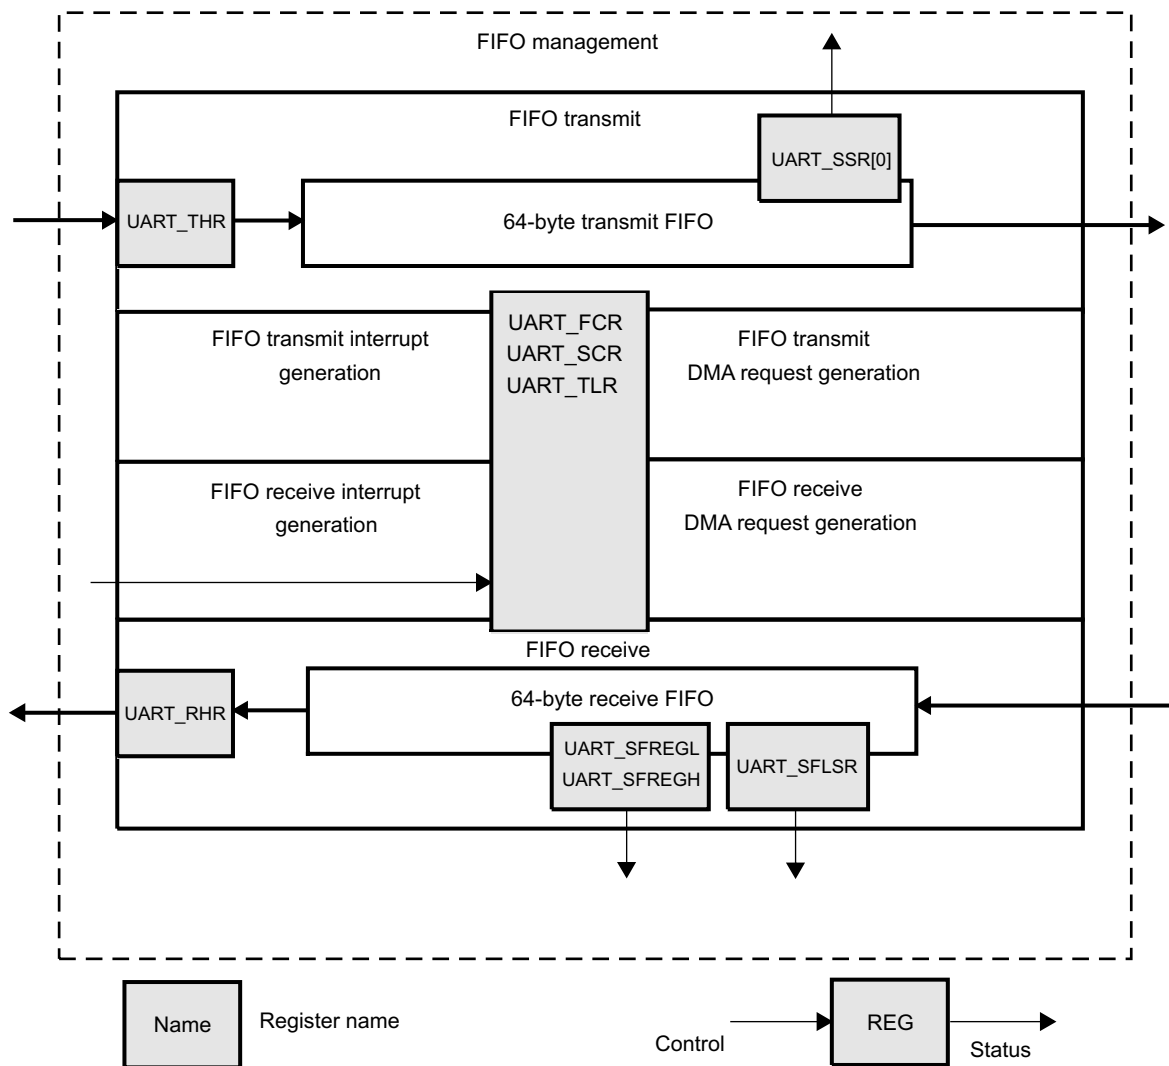 FIFO management
FIFO transmit
UART_SSR[0]
UART_THR
64-byte transmit FIFO
FIFO transmit interrupt
generation
UART_FCR
UART_SCR
UART_TLR
FIFO transmit
DMA request generation
FIFO receive interrupt
generation
FIFO receive
DMA request generation
FIFO receive
UART_RHR
64-byte receive FIFO
UART_SFREGL
UART_SFREGH
UART_SFLSR
Name
Register name
Control
REG
Status